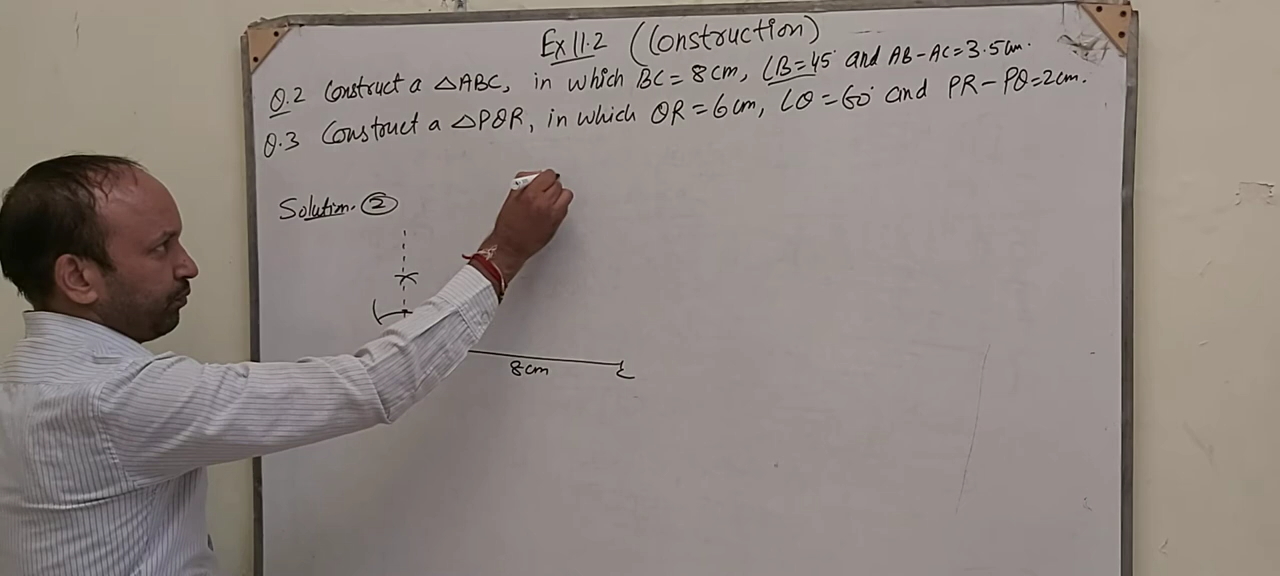 Ex 11.2 (Construction)
Q.2 Construct a △ABC, in which BC = 8cm, ∠B = 45° and AB-AC = 3.5cm.
Q.3 Construct a △PQR, in which QR = 6cm, ∠Q = 60° and PR - PQ = 2cm.
Solution. ②
8cm
C